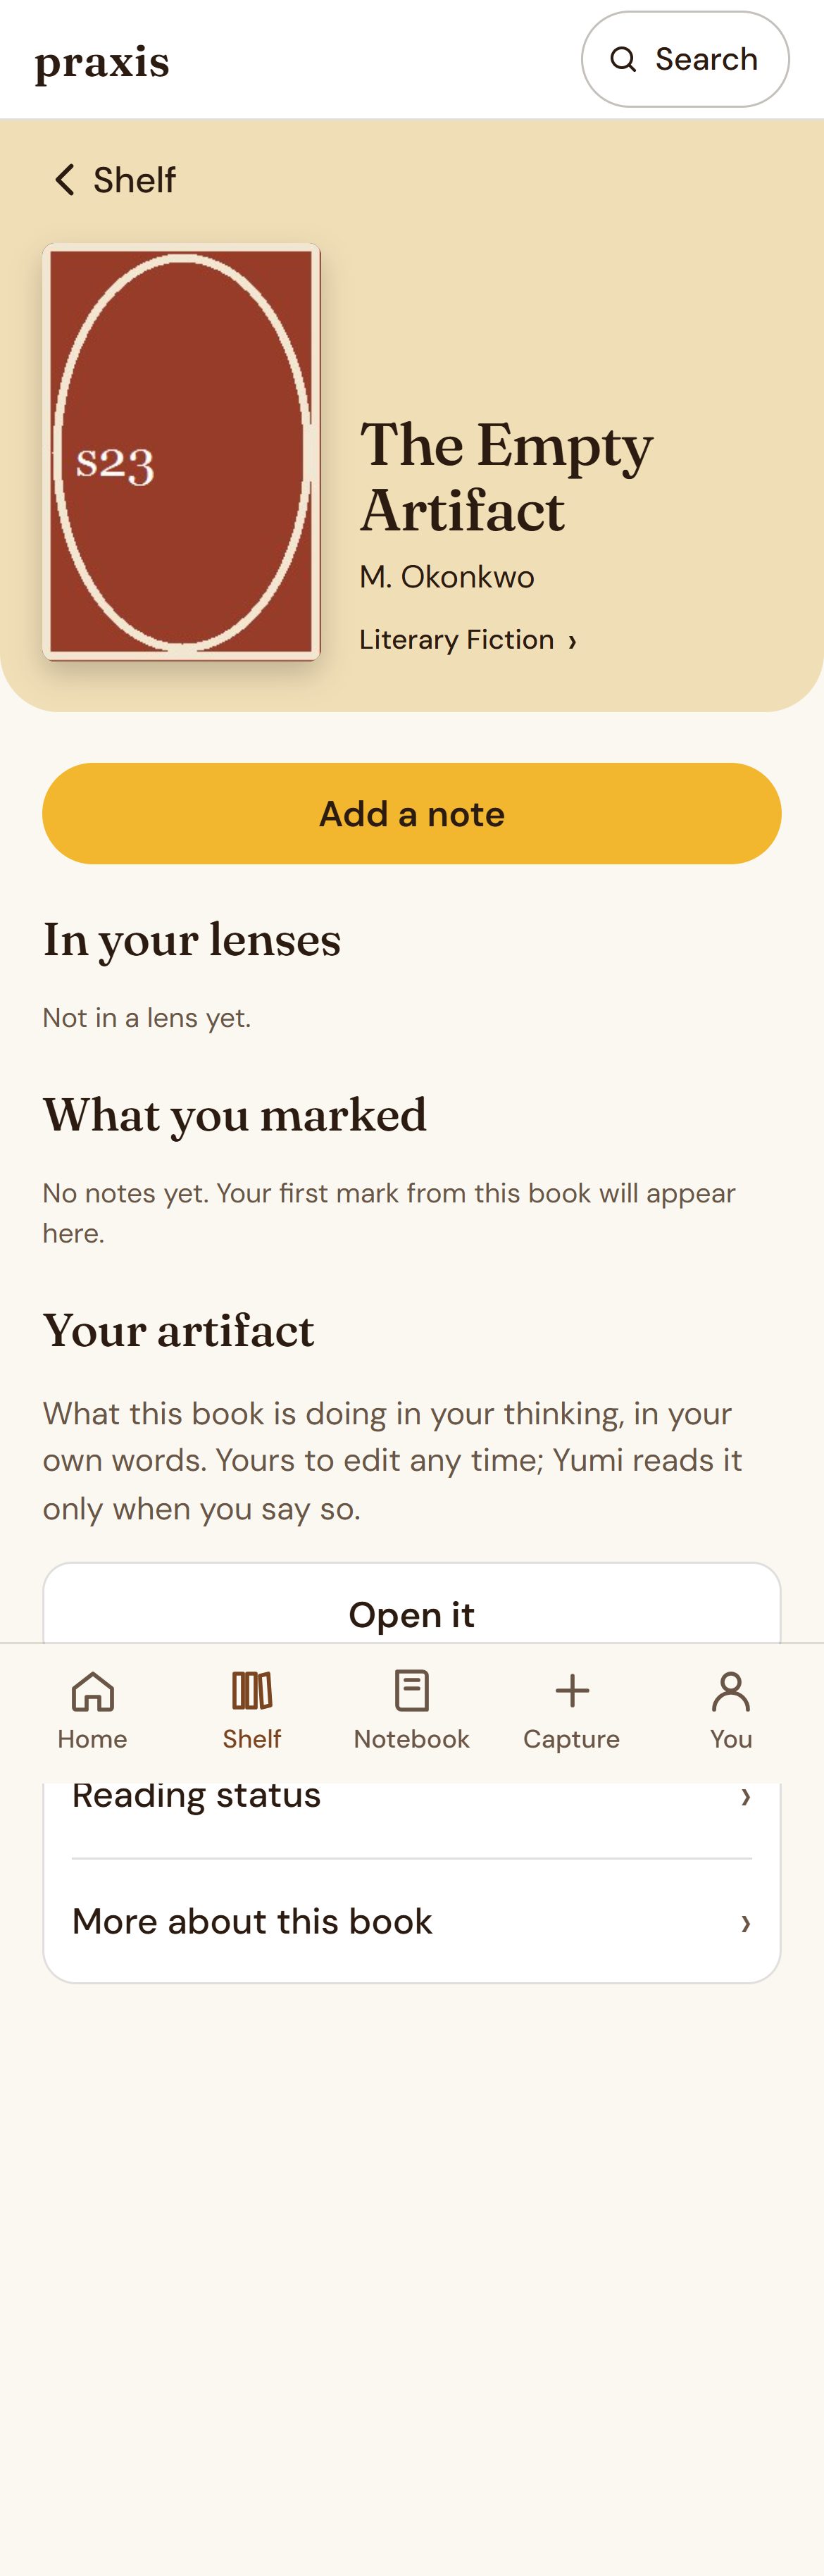 praxis
Search
Shelf
s23
The Empty
Artifact
M. Okonkwo
Literary Fiction ›
Add a note
In your lenses
Not in a lens yet.
What you marked
No notes yet. Your first mark from this book will appear
here.
Your artifact
What this book is doing in your thinking, in your
own words. Yours to edit any time; Yumi reads it
only when you say so.
Open it
Home
Shelf
Notebook
Capture
You
Reading status ›
More about this book ›